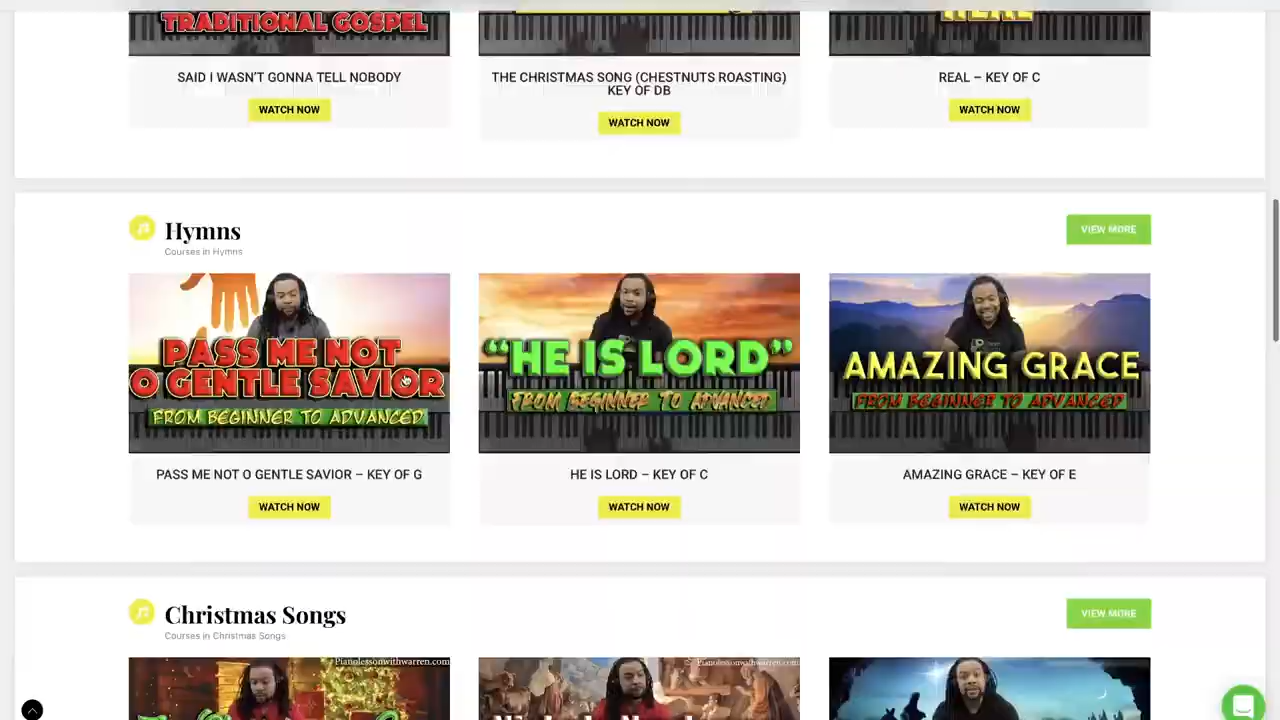 TRADITIONAL GOSPEL
SAID I WASN'T GONNA TELL NOBODY
WATCH NOW
THE CHRISTMAS SONG (CHESTNUTS ROASTING)
KEY OF DB
WATCH NOW
REAL
REAL – KEY OF C
WATCH NOW
Hymns
Courses in Hymns
VIEW MORE
PASS ME NOT
O GENTLE SAVIOR
FROM BEGINNER TO ADVANCED
PASS ME NOT O GENTLE SAVIOR – KEY OF G
WATCH NOW
“HE IS LORD”
FROM BEGINNER TO ADVANCED
HE IS LORD – KEY OF C
WATCH NOW
AMAZING GRACE
FROM BEGINNER TO ADVANCED
AMAZING GRACE – KEY OF E
WATCH NOW
Christmas Songs
Courses in Christmas Songs
VIEW MORE
Pianolessonwithwarren.com
Pianolessonwithwarren.com